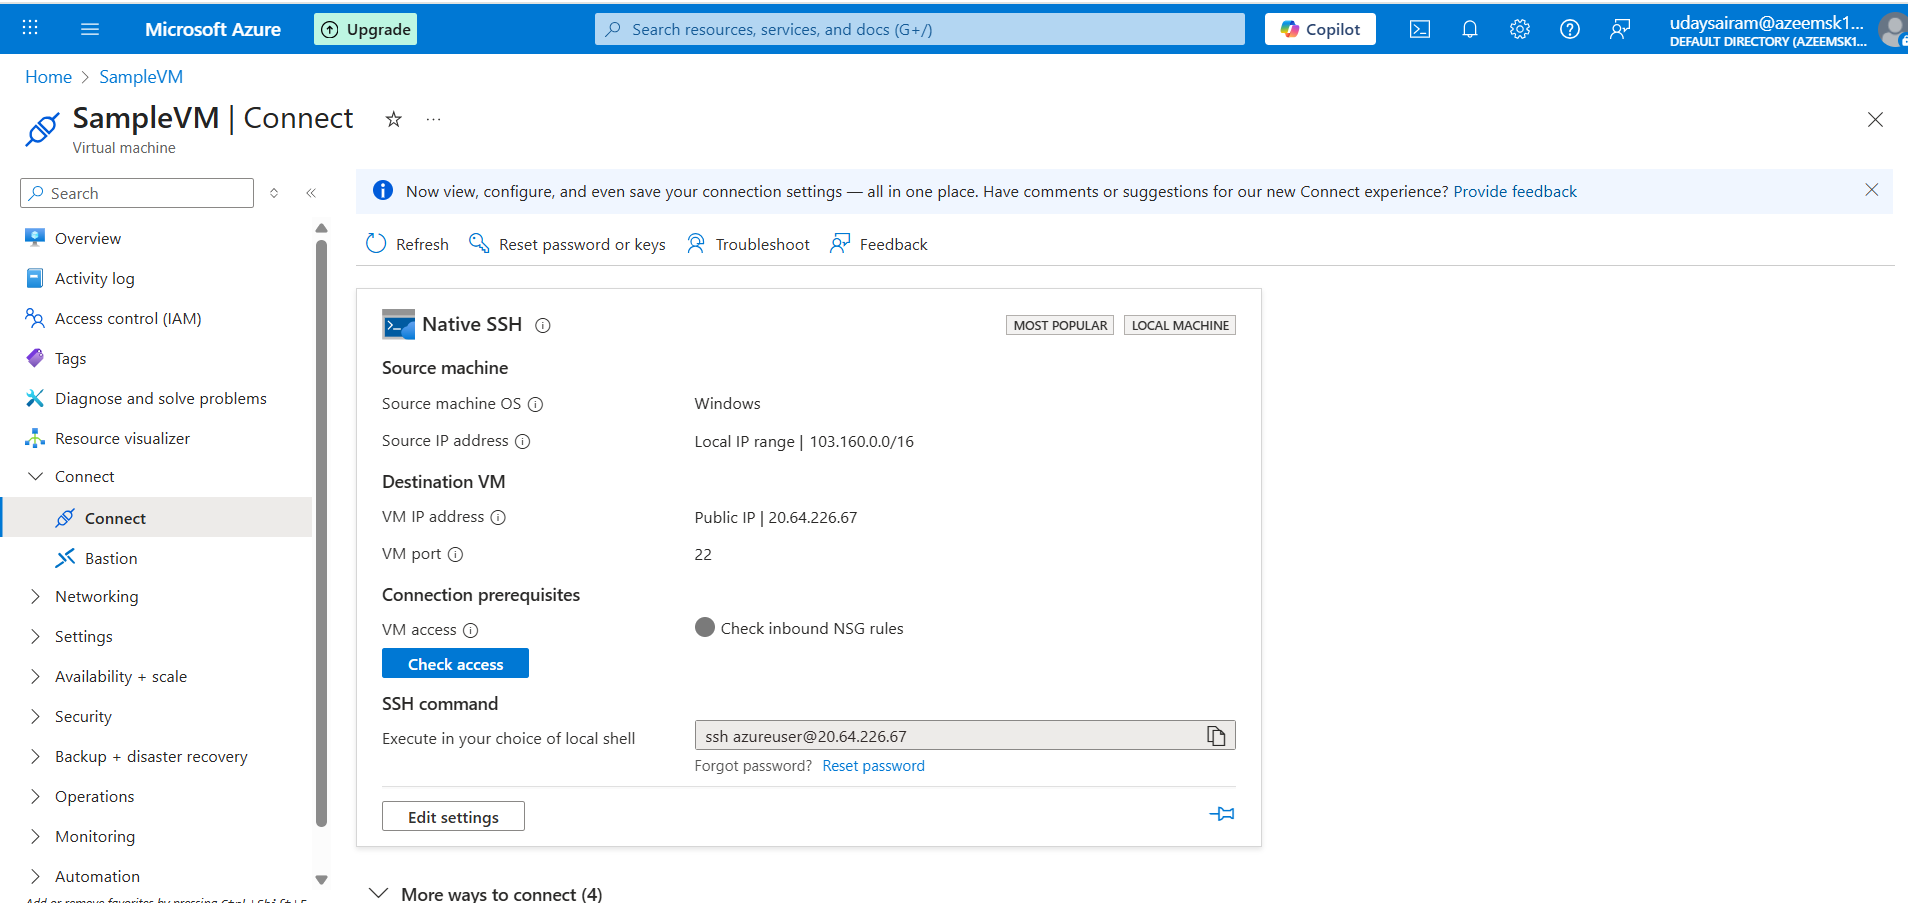 Microsoft Azure
Upgrade
Search resources, services, and docs (G+/)
Copilot
udaysairam@azeemsk1...
DEFAULT DIRECTORY (AZEEMSK1...
Home > SampleVM
SampleVM | Connect
Virtual machine
Search
Overview
Activity log
Access control (IAM)
Tags
Diagnose and solve problems
Resource visualizer
Connect
Connect
Bastion
Networking
Settings
Availability + scale
Security
Backup + disaster recovery
Operations
Monitoring
Automation
Now view, configure, and even save your connection settings — all in one place. Have comments or suggestions for our new Connect experience? Provide feedback
Refresh
Reset password or keys
Troubleshoot
Feedback
Native SSH
MOST POPULAR
LOCAL MACHINE
Source machine
Source machine OS
Windows
Source IP address
Local IP range | 103.160.0.0/16
Destination VM
VM IP address
Public IP | 20.64.226.67
VM port
22
Connection prerequisites
VM access
Check inbound NSG rules
Check access
SSH command
Execute in your choice of local shell
ssh azureuser@20.64.226.67
Forgot password? Reset password
Edit settings
More ways to connect (4)